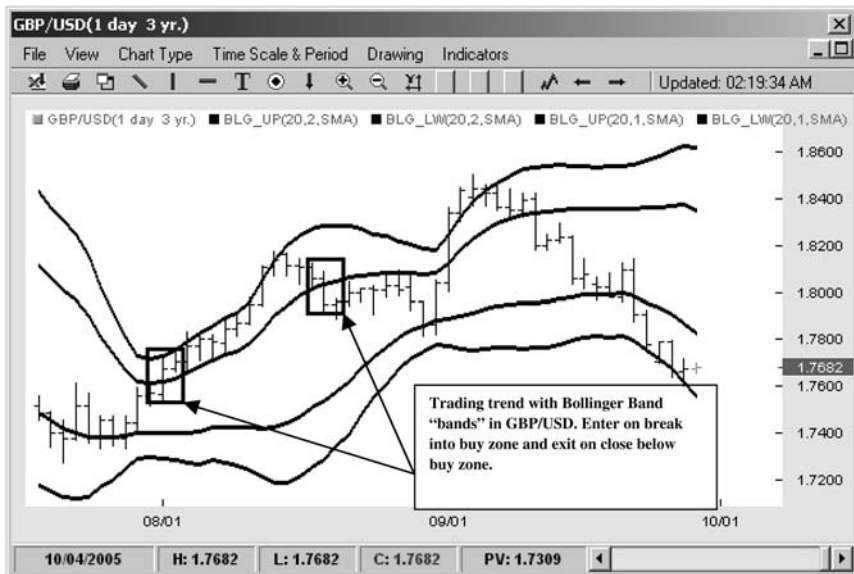 GBP/USD(1 day 3 yr.)
File View Chart Type Time Scale & Period Drawing Indicators
T Updated: 02:19:34 AM
GBP/USD(1 day 3 yr.) BLG_UP(20,2,SMA) BLG_LW(20,2,SMA) BLG_UP(20,1,SMA) BLG_LW(20,1,SMA)
1.8600
1.8400
1.8200
1.8000
1.7800
1.7682
1.7600
1.7400
1.7200
Trading trend with Bollinger Band
“bands” in GBP/USD. Enter on break
into buy zone and exit on close below
buy zone.
08/01 09/01 10/01
10/04/2005 H: 1.7682 L: 1.7682 C: 1.7682 PV: 1.7309